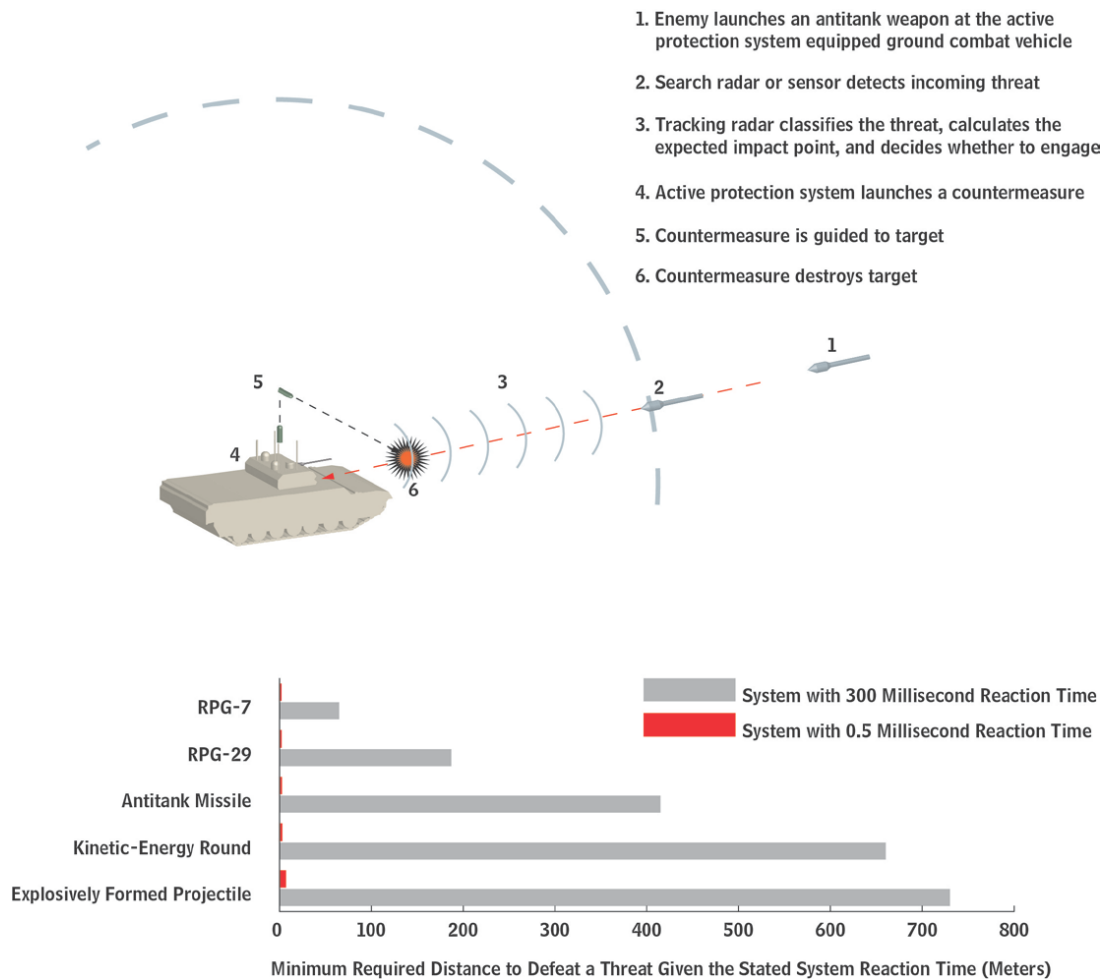 1. Enemy launches an antitank weapon at the active
protection system equipped ground combat vehicle
2. Search radar or sensor detects incoming threat
3. Tracking radar classifies the threat, calculates the
expected impact point, and decides whether to engage
4. Active protection system launches a countermeasure
5. Countermeasure is guided to target
6. Countermeasure destroys target
1
2
3
5
4
6
System with 300 Millisecond Reaction Time
System with 0.5 Millisecond Reaction Time
RPG-7
RPG-29
Antitank Missile
Kinetic-Energy Round
Explosively Formed Projectile
0 100 200 300 400 500 600 700 800
Minimum Required Distance to Defeat a Threat Given the Stated System Reaction Time (Meters)